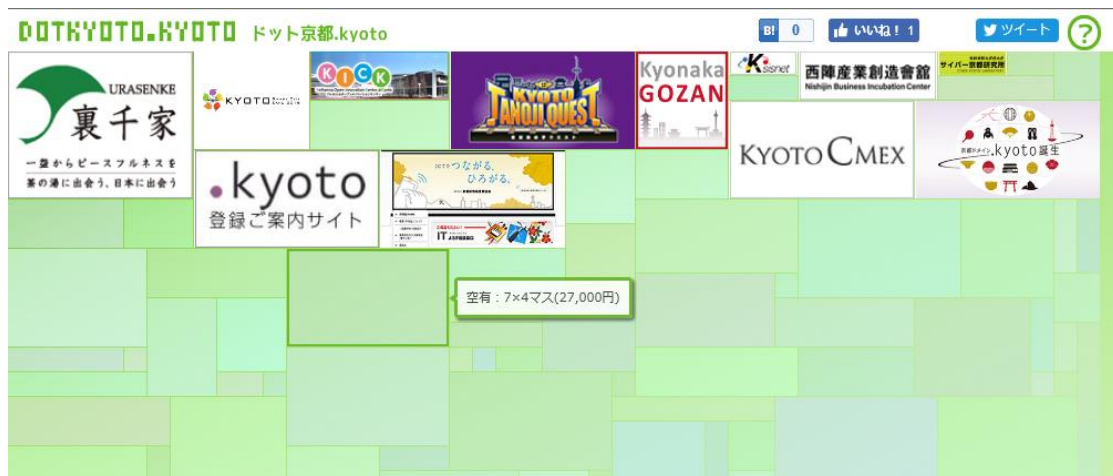 DOTKYOTO.KYOTO ドット京都.kyoto
B! 0
いいね！ 1
ツイート
?
URASENKE
裏千家
一盌からピースフルネスを
茶の湯に出会う、日本に出会う
KYOTO
KICK
KYOTO
TANOJI QUEST
Kyonaka
GOZAN
Ksisnet
西陣産業創造會館
Nishijin Business Incubation Center
サイバー京都研究所
KYOTO CMEX
京都ドメイン .kyoto誕生
.kyoto
登録ご案内サイト
つながる、
ひろがる。
空有：7×4マス(27,000円)